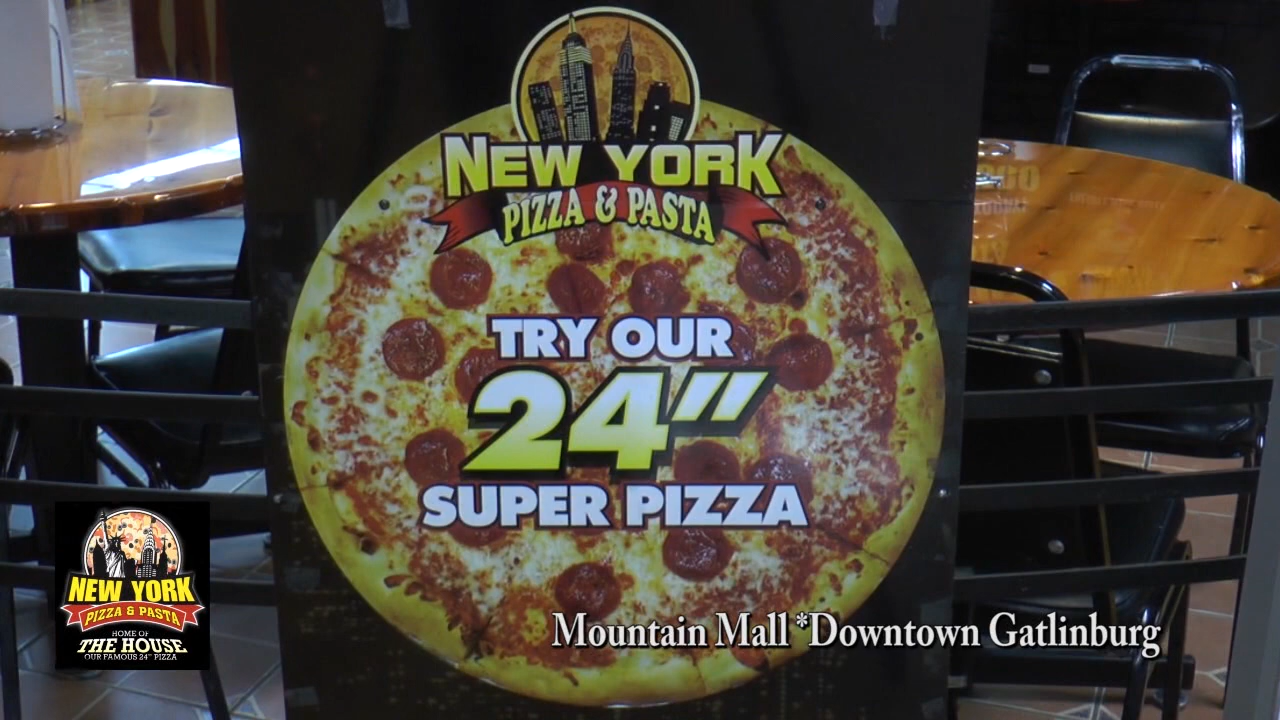 NEW YORK
PIZZA & PASTA
TRY OUR
24"
SUPER PIZZA
Mountain Mall *Downtown Gatlinburg
NEW YORK
PIZZA & PASTA
HOME OF
THE HOUSE
OUR FAMOUS 24" PIZZA